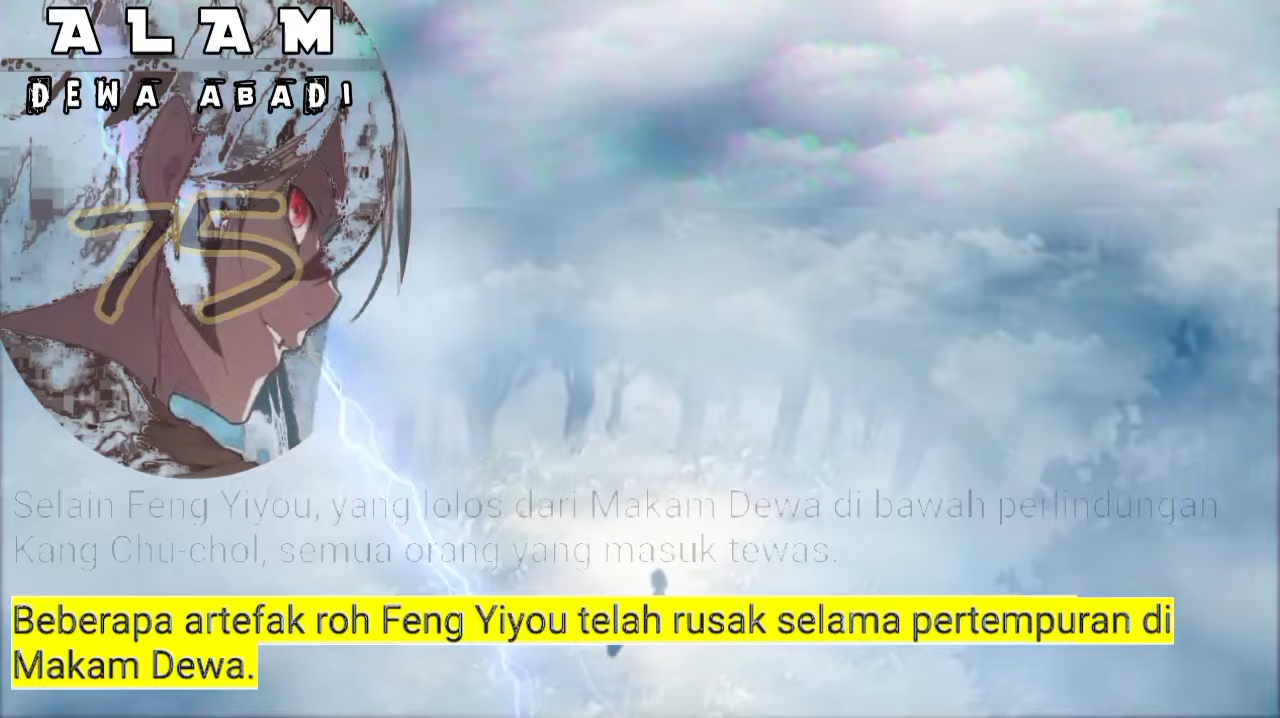 ALAM
DEWA ABADI
75
Selain Feng Yiyou, yang lolos dari Makam Dewa di bawah perlindungan
Kang Chu-chol, semua orang yang masuk tewas.
Beberapa artefak roh Feng Yiyou telah rusak selama pertempuran di
Makam Dewa.